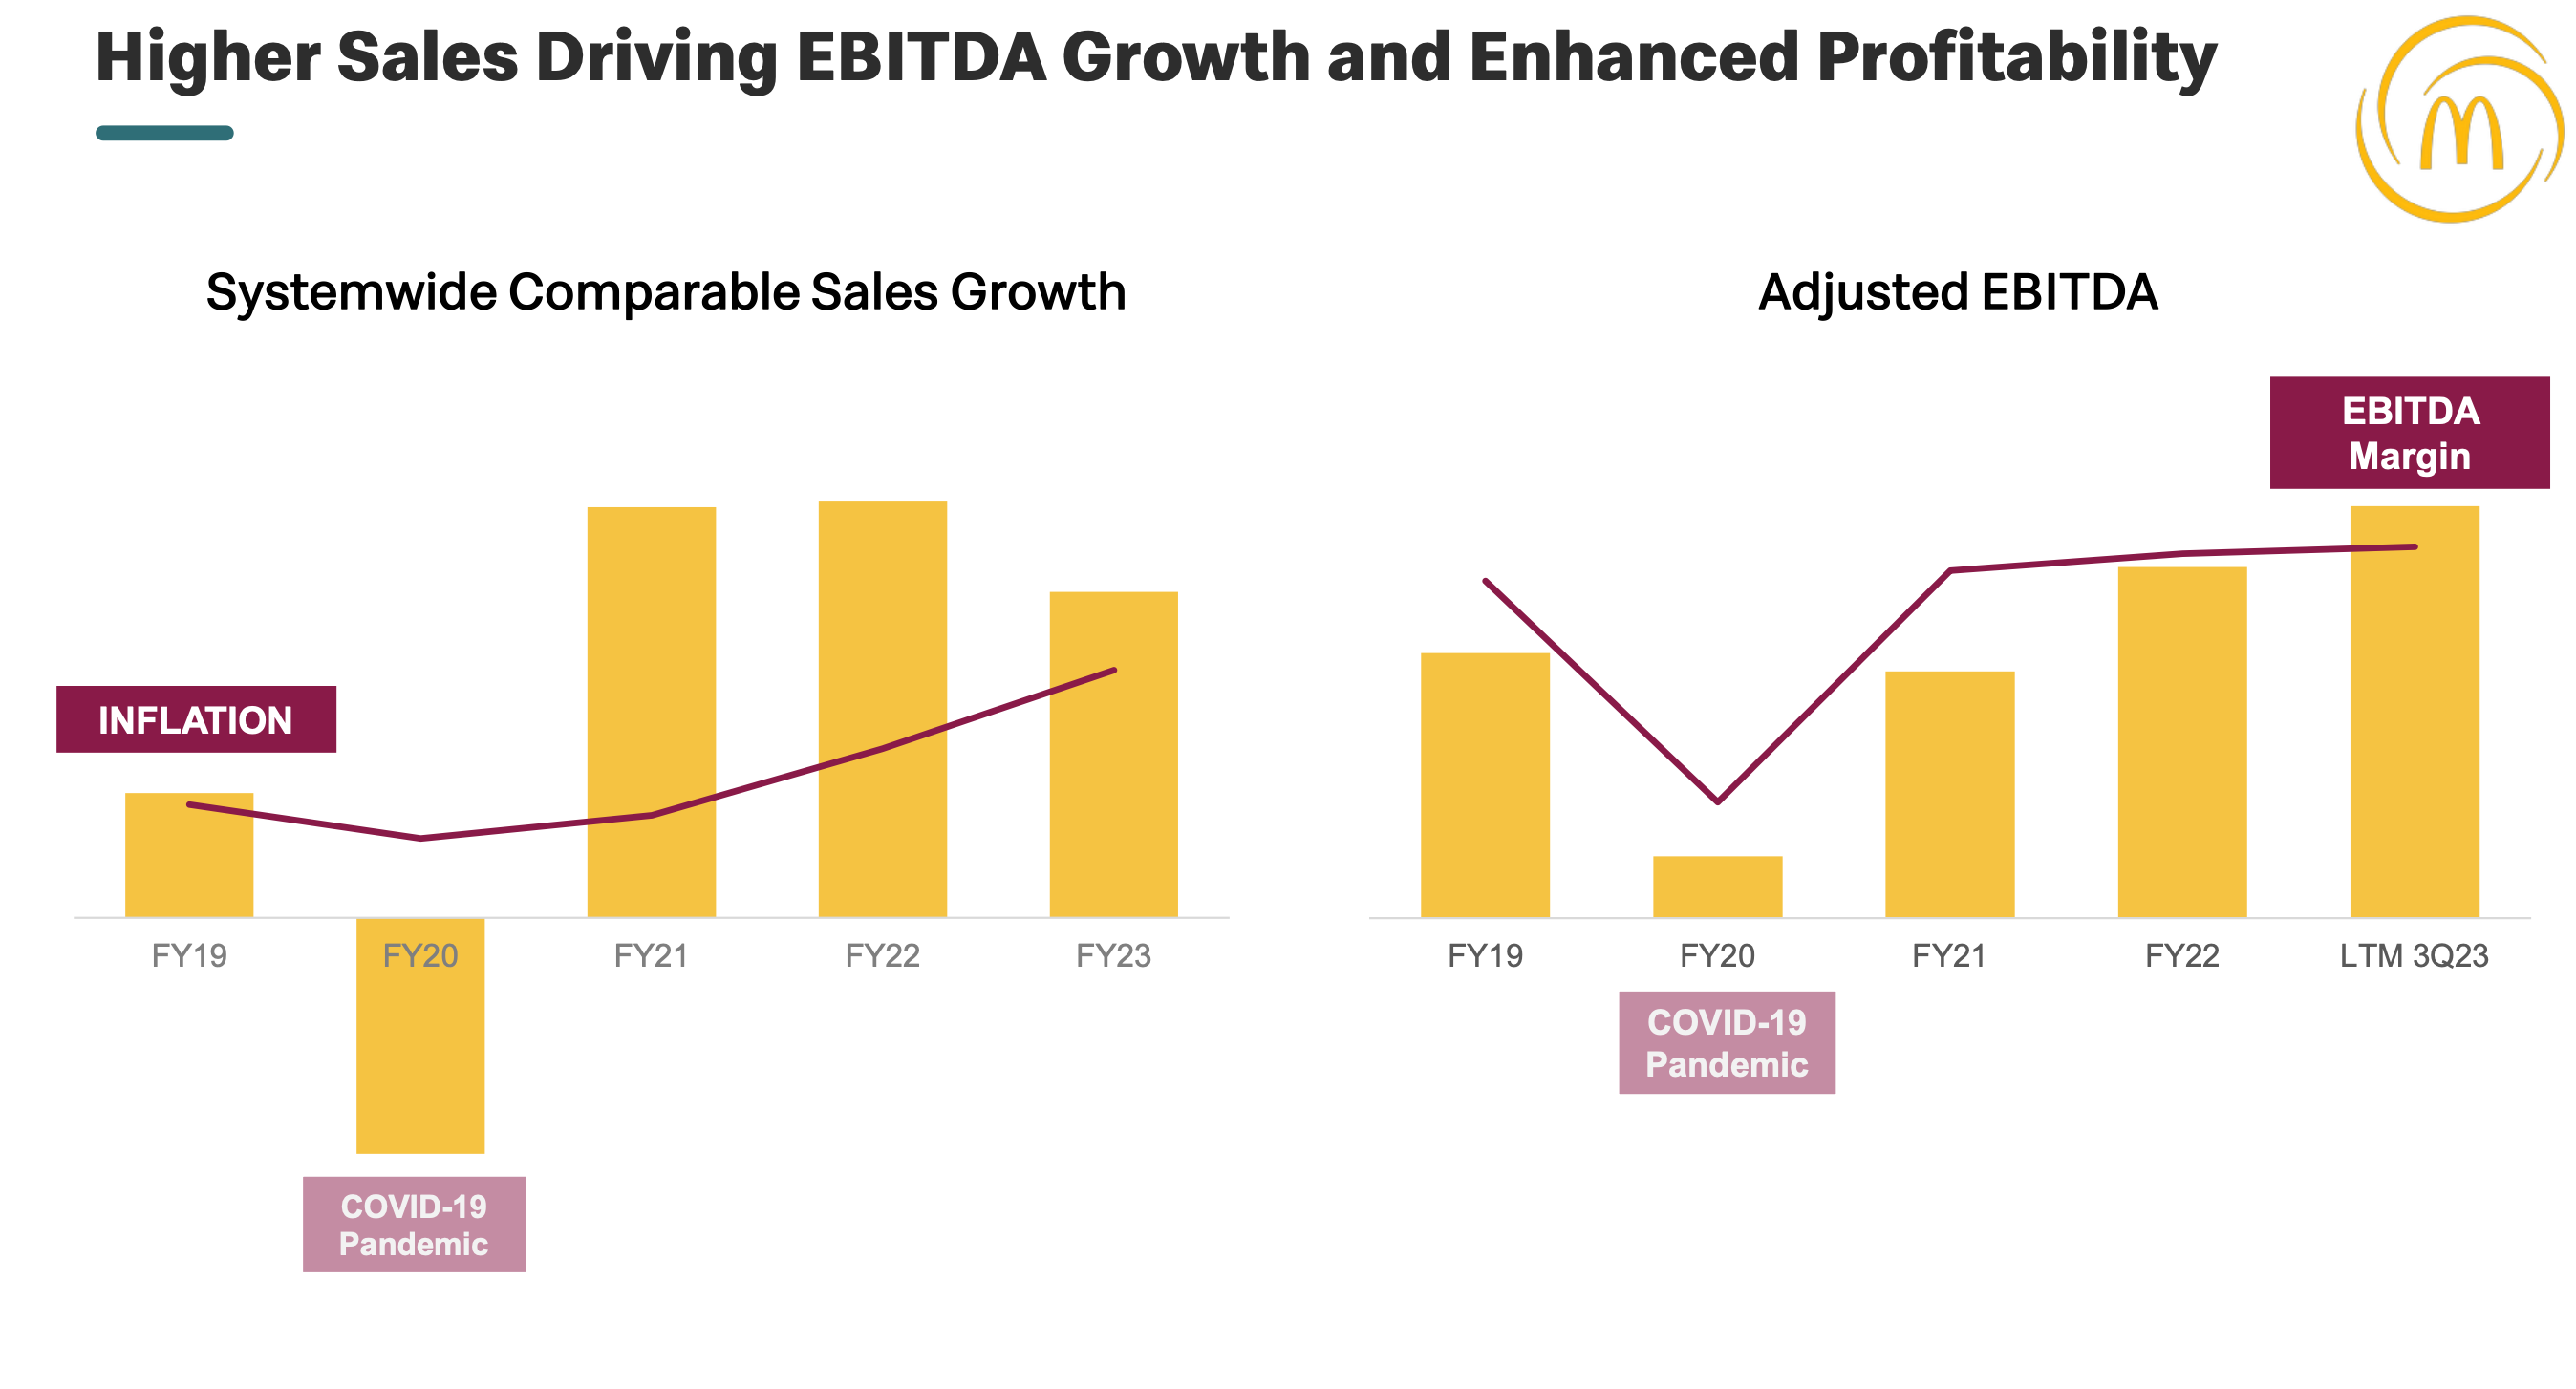 Higher Sales Driving EBITDA Growth and Enhanced Profitability
Systemwide Comparable Sales Growth
INFLATION
FY19
FY20
FY21
FY22
FY23
COVID-19
Pandemic
Adjusted EBITDA
EBITDA
Margin
FY19
FY20
FY21
FY22
LTM 3Q23
COVID-19
Pandemic